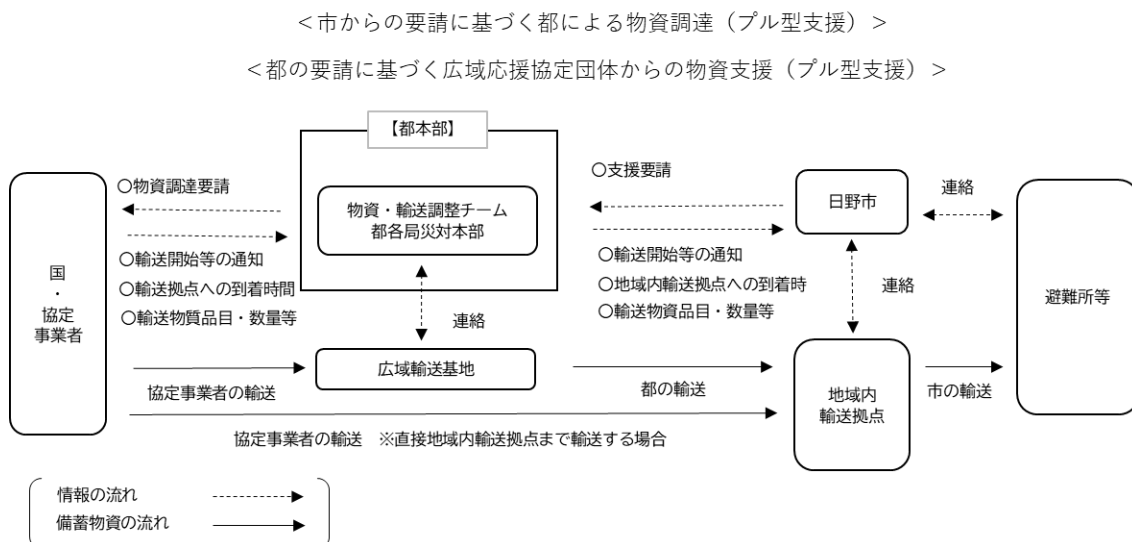 ＜市からの要請に基づく都による物資調達（プル型支援）＞
＜都の要請に基づく広域応援協定団体からの物資支援（プル型支援）＞
【都本部】
○物資調達要請
物資・輸送調整チーム
都各局災対本部
○支援要請
日野市
連絡
国
・
協定
事業者
○輸送開始等の通知
○輸送拠点への到着時間
○輸送物質品目・数量等
連絡
○輸送開始等の通知
○地域内輸送拠点への到着時
○輸送物資品目・数量等
連絡
避難所等
広域輸送基地
協定事業者の輸送
都の輸送
地域内
輸送拠点
市の輸送
協定事業者の輸送　※直接地域内輸送拠点まで輸送する場合
情報の流れ
備蓄物資の流れ